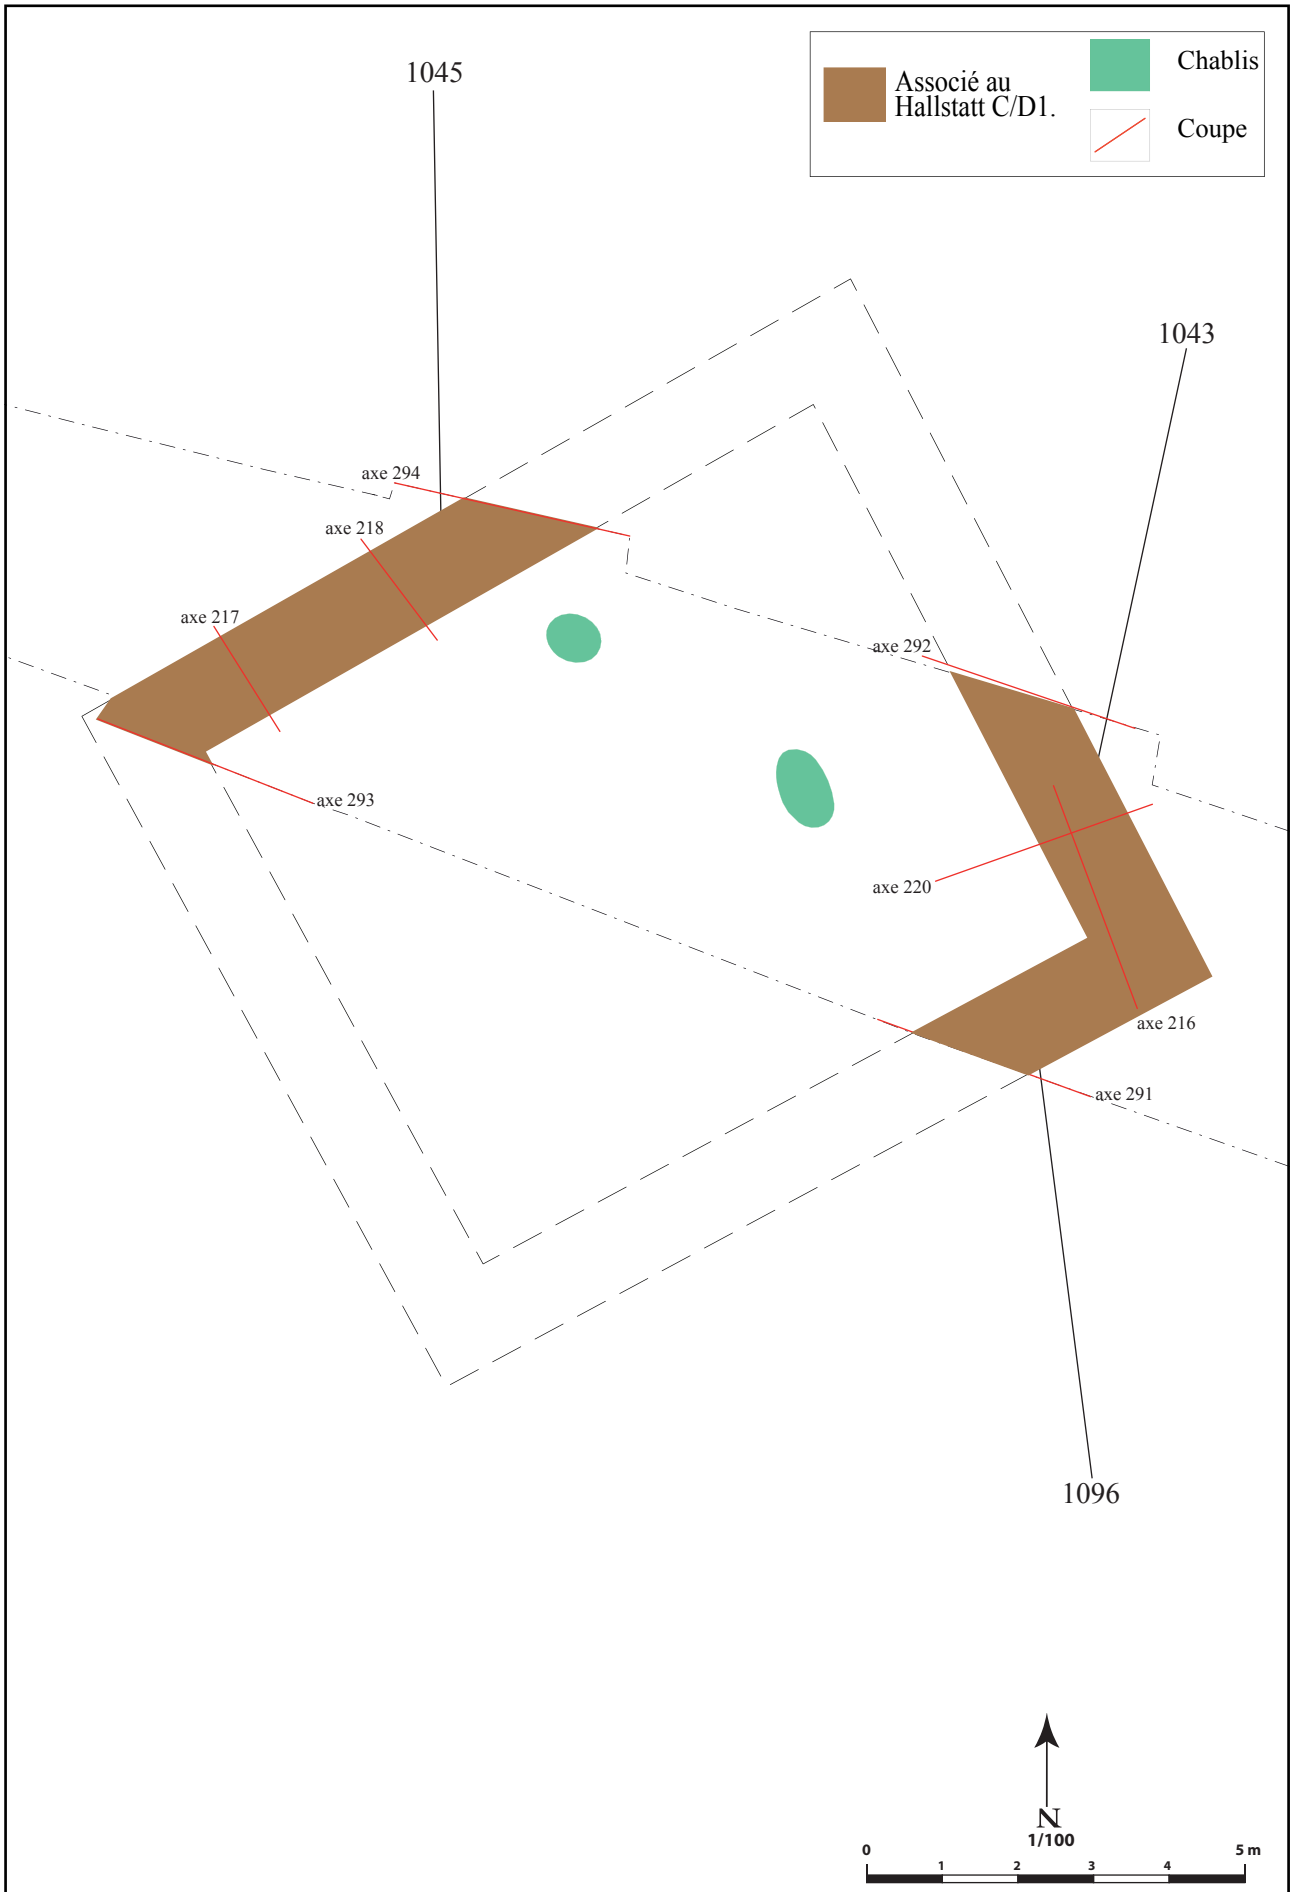 1045
Associé au
Hallstatt C/D1.
Chablis
Coupe
1043
axe 294
axe 218
axe 217
axe 292
axe 293
axe 220
axe 216
axe 291
1096
N
1/100
0
5 m
1
2
3
4